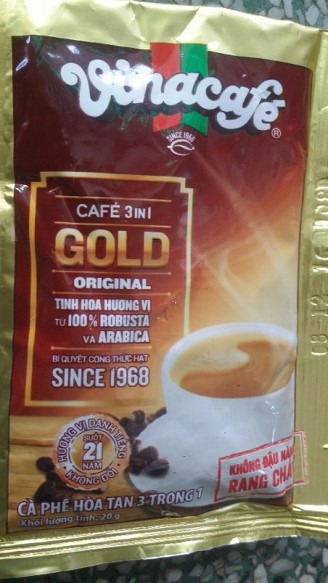 Vinacafé
®
SINCE 1968
CAFÉ 3IN1
GOLD
ORIGINAL
TINH HOA HƯƠNG VỊ
TỪ 100% ROBUSTA
VÀ ARABICA
BÍ QUYẾT CÔNG THỨC HẠT
SINCE 1968
HƯƠNG VỊ DANH TIẾNG
SUỐT
21
NĂM
KHÔNG ĐỔI
KHÔNG ĐẬU NÀNH
RANG CHÁY
CÀ PHÊ HÒA TAN 3 TRONG 1
Khối lượng tịnh: 20 g